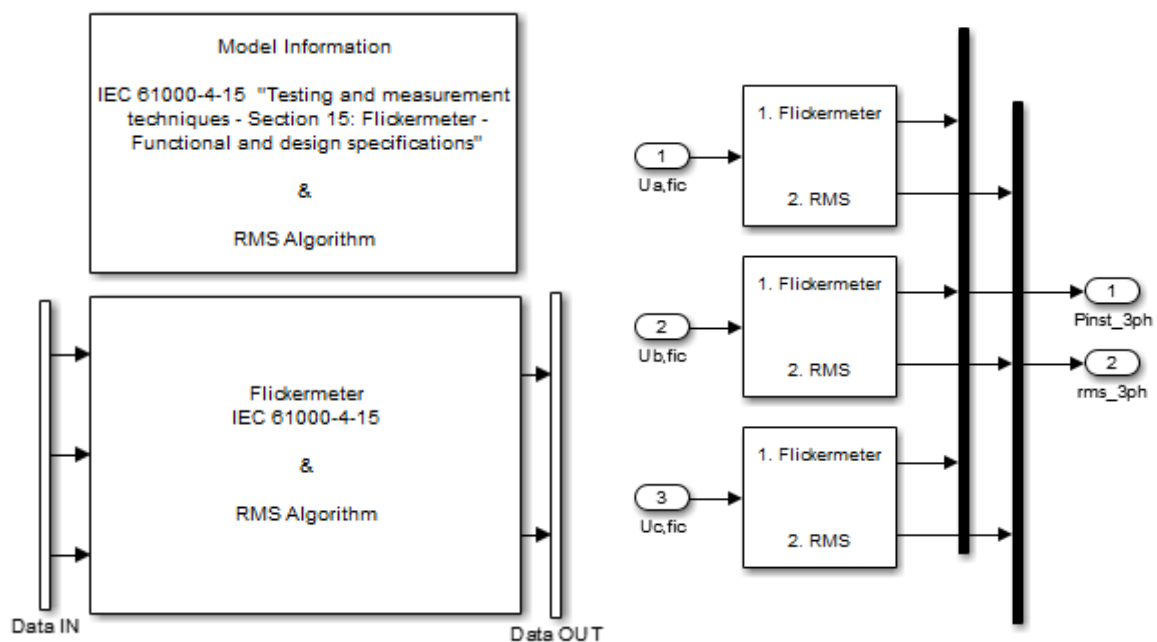 Model Information
IEC 61000-4-15 "Testing and measurement
techniques - Section 15: Flickermeter -
Functional and design specifications"
&
RMS Algorithm
Flickermeter
IEC 61000-4-15
&
RMS Algorithm
Data IN
Data OUT
1
Ua,fic
1. Flickermeter
2. RMS
2
Ub,fic
1. Flickermeter
2. RMS
3
Uc,fic
1. Flickermeter
2. RMS
1
Pinst_3ph
2
rms_3ph